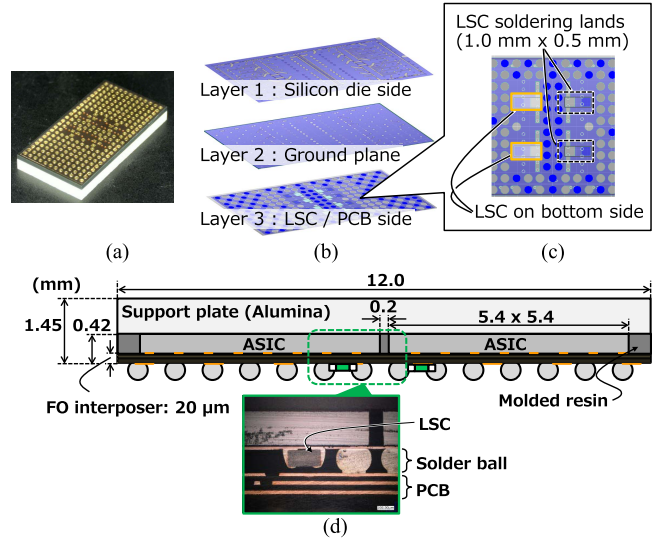 LSC soldering lands
(1.0 mm x 0.5 mm)
Layer 1 : Silicon die side
Layer 2 : Ground plane
Layer 3 : LSC / PCB side
LSC on bottom side
(a)
(b)
(c)
(mm)
12.0
Support plate (Alumina)
0.2
1.45
0.42
5.4 x 5.4
ASIC
ASIC
FO interposer: 20 μm
Molded resin
LSC
Solder ball
PCB
(d)